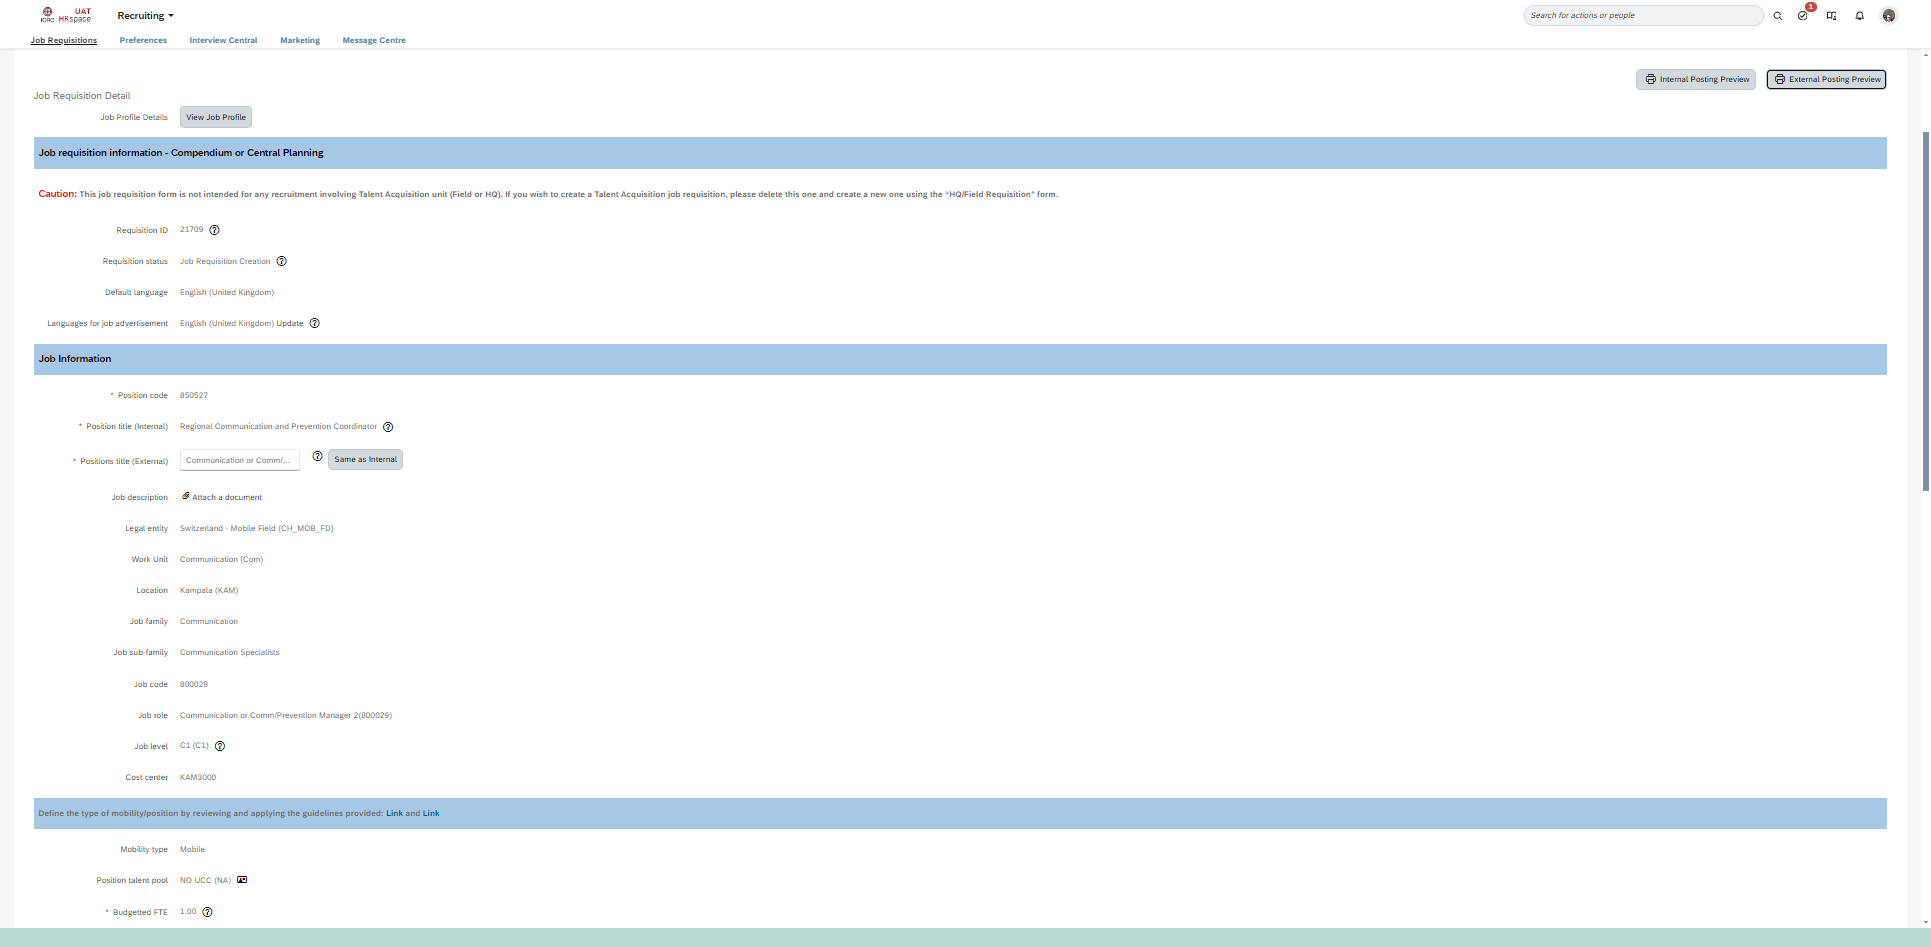 UAT
ICRC HRspace
Recruiting
Search for actions or people
1
Job Requisitions Preferences Interview Central Marketing Message Centre
Internal Posting Preview External Posting Preview
Job Requisition Detail
Job Profile Details View Job Profile
Job requisition information - Compendium or Central Planning
Caution: This job requisition form is not intended for any recruitment involving Talent Acquisition unit (Field or HQ). If you wish to create a Talent Acquisition job requisition, please delete this one and create a new one using the “HQ/Field Requisition” form.
Requisition ID 21709
Requisition status Job Requisition Creation
Default language English (United Kingdom)
Languages for job advertisement English (United Kingdom) Update
Job Information
* Position code 850527
* Position title (Internal) Regional Communication and Prevention Coordinator
* Positions title (External) Communication or Comm/... Same as Internal
Job description Attach a document
Legal entity Switzerland - Mobile Field (CH_MOB_FD)
Work Unit Communication (Com)
Location Kampala (KAM)
Job family Communication
Job sub-family Communication Specialists
Job code 800029
Job role Communication or Comm/Prevention Manager 2(800029)
Job level C1 (C1)
Cost center KAM3000
Define the type of mobility/position by reviewing and applying the guidelines provided: Link and Link
Mobility type Mobile
Position talent pool NO UCC (NA)
* Budgetted FTE 1.00